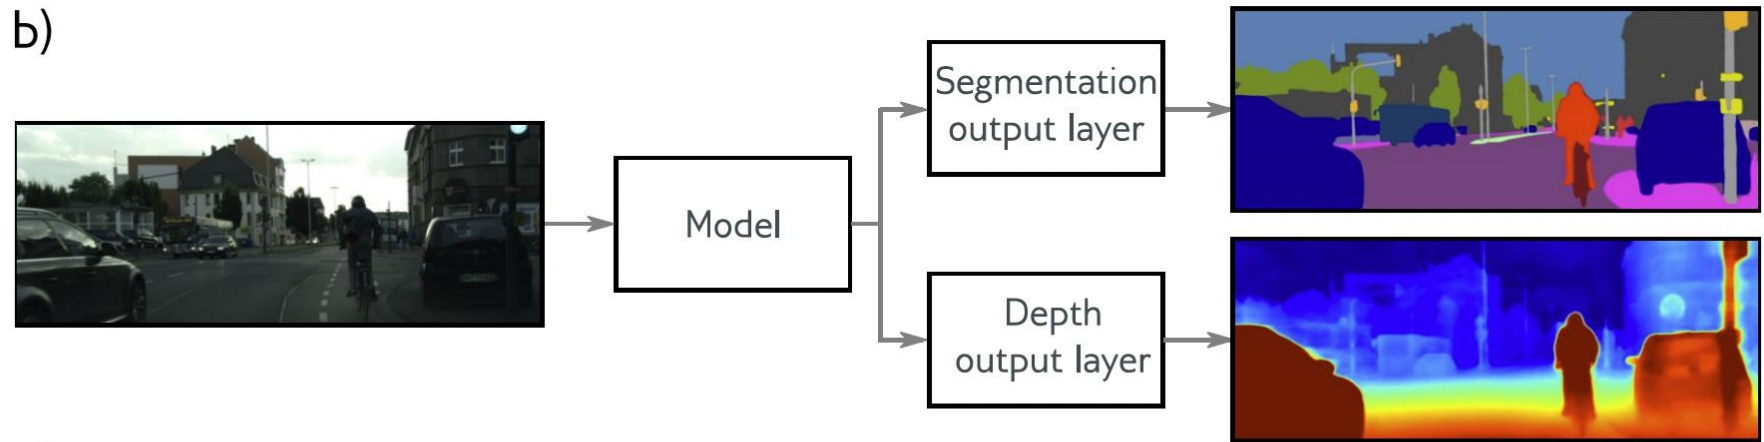 b)
Model
Segmentation
output layer
Depth
output layer